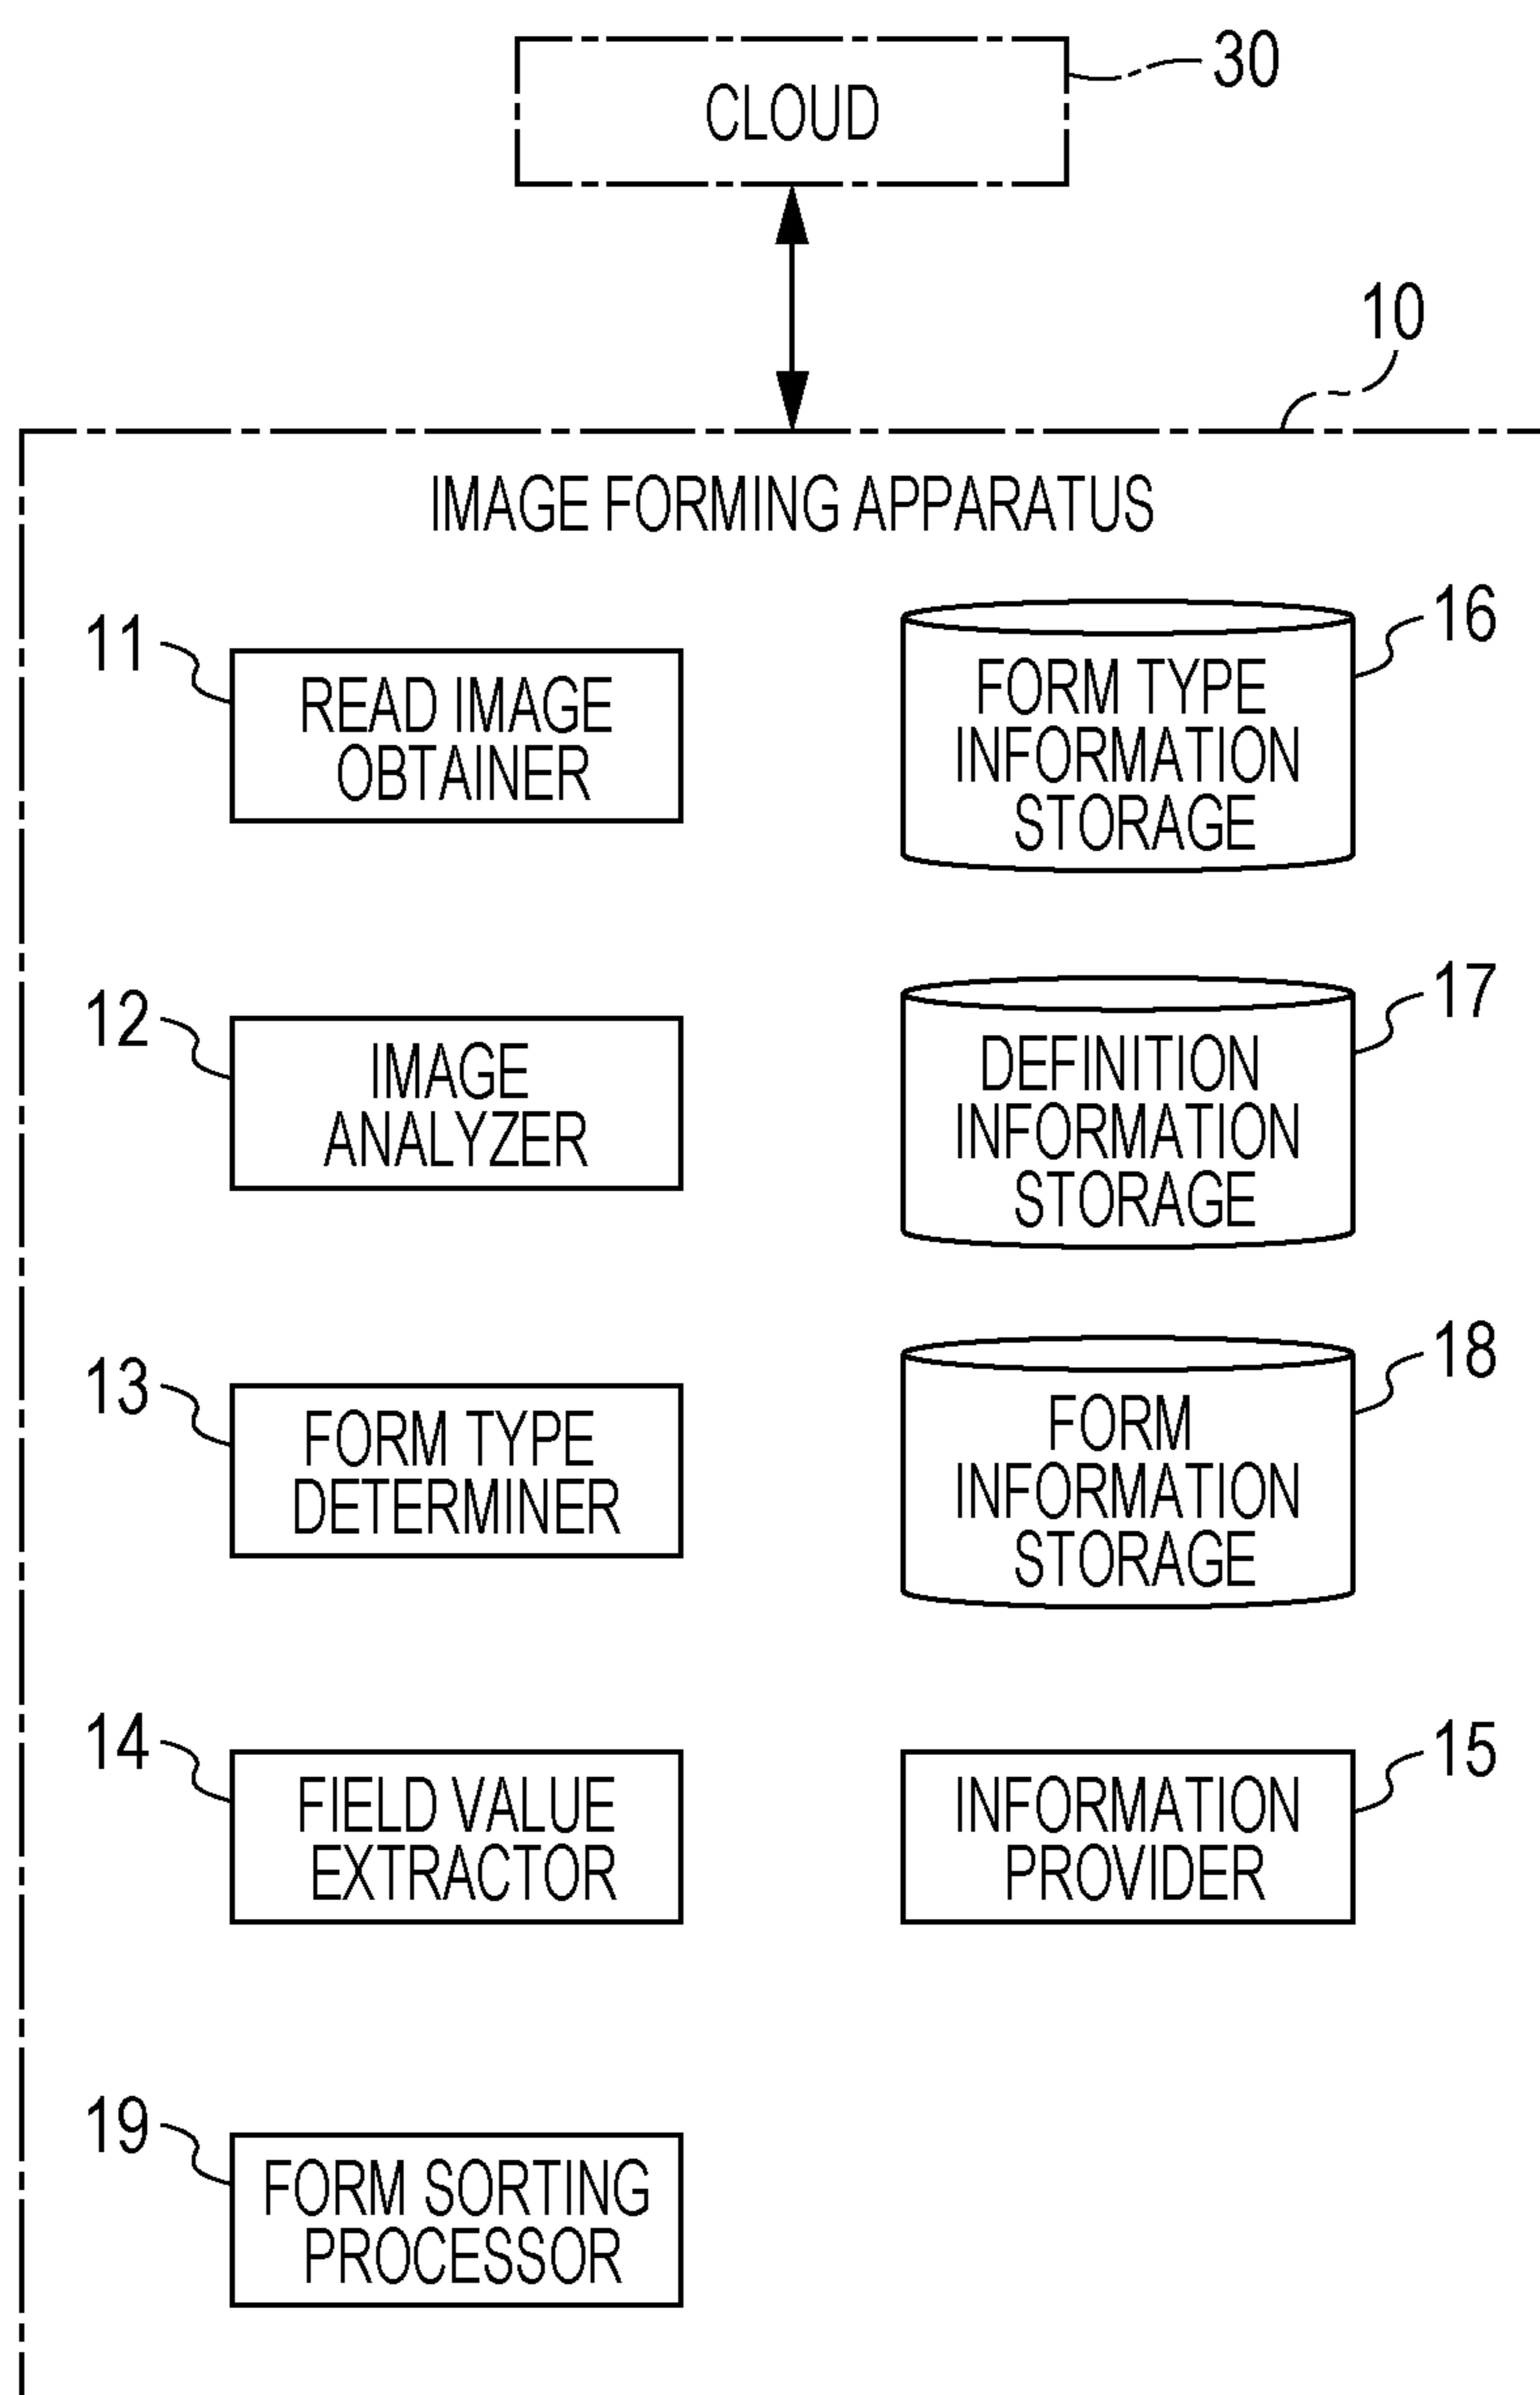 CLOUD
30
10
IMAGE FORMING APPARATUS
11
READ IMAGE
OBTAINER
16
FORM TYPE
INFORMATION
STORAGE
12
IMAGE
ANALYZER
17
DEFINITION
INFORMATION
STORAGE
13
FORM TYPE
DETERMINER
18
FORM
INFORMATION
STORAGE
14
FIELD VALUE
EXTRACTOR
15
INFORMATION
PROVIDER
19
FORM SORTING
PROCESSOR